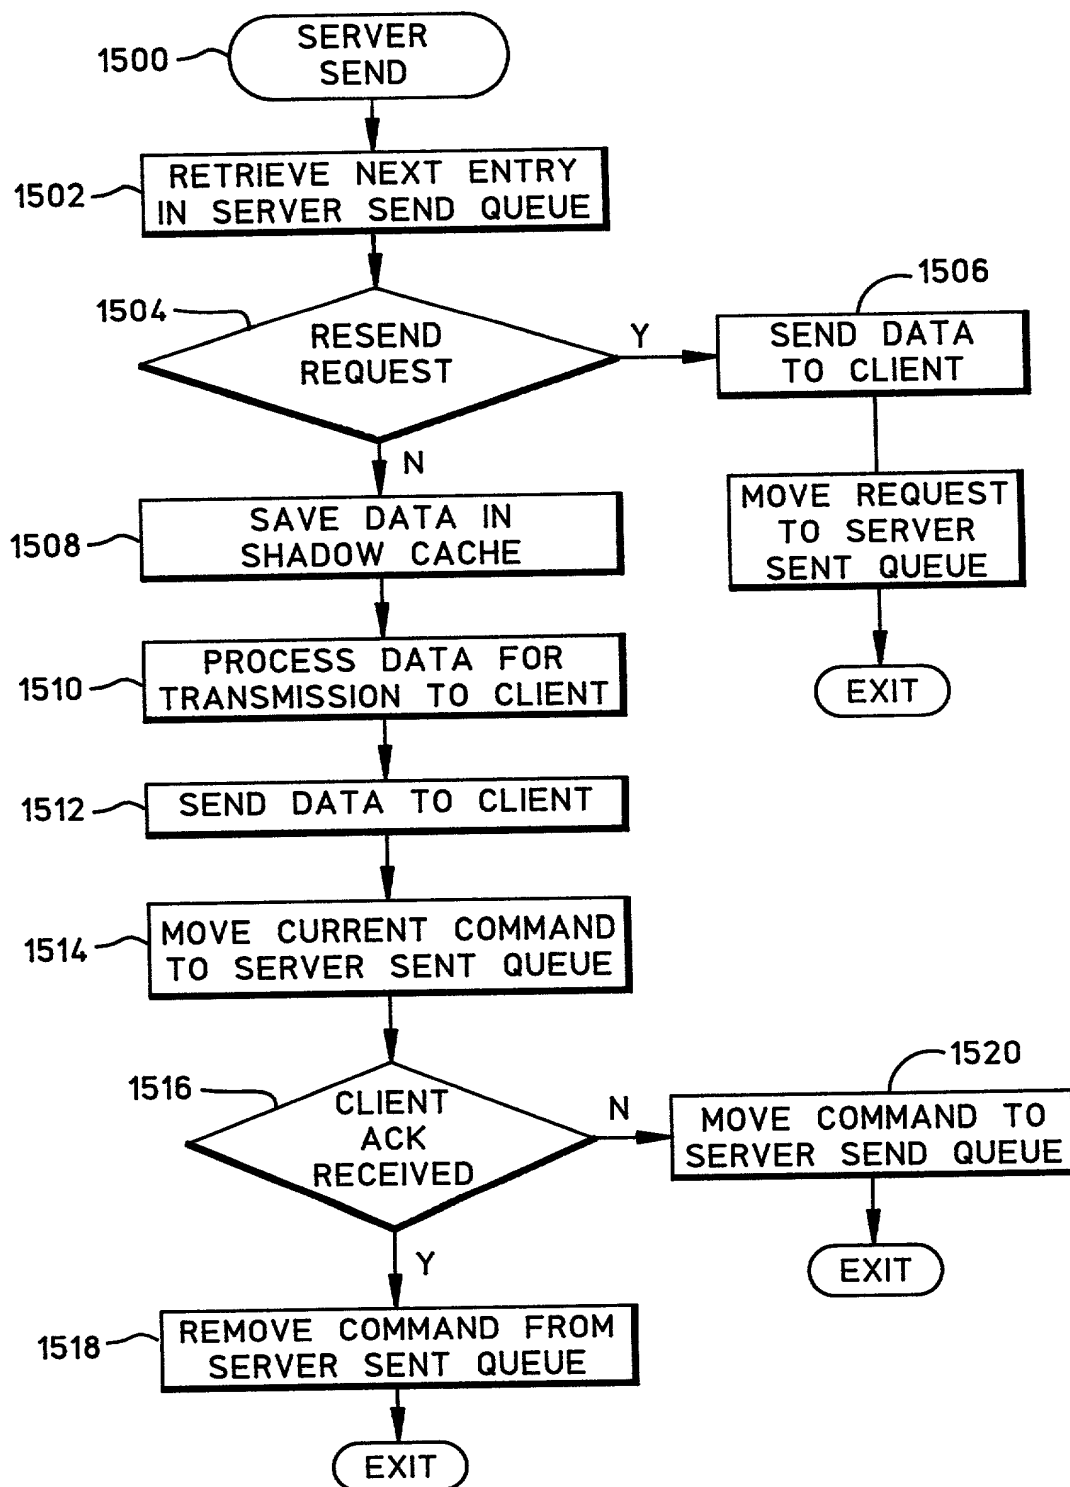 1500
SERVER
SEND
1502
RETRIEVE NEXT ENTRY
IN SERVER SEND QUEUE
1504
RESEND
REQUEST
Y
1506
SEND DATA
TO CLIENT
MOVE REQUEST
TO SERVER
SENT QUEUE
EXIT
N
1508
SAVE DATA IN
SHADOW CACHE
1510
PROCESS DATA FOR
TRANSMISSION TO CLIENT
1512
SEND DATA TO CLIENT
1514
MOVE CURRENT COMMAND
TO SERVER SENT QUEUE
1516
CLIENT
ACK
RECEIVED
N
1520
MOVE COMMAND TO
SERVER SEND QUEUE
EXIT
Y
1518
REMOVE COMMAND FROM
SERVER SENT QUEUE
EXIT